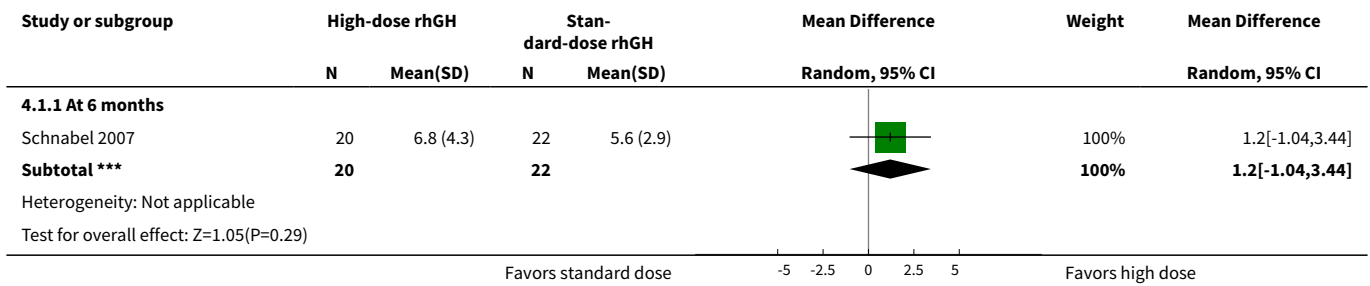 Study or subgroup High-dose rhGH Stan- Mean Difference Weight Mean Difference
dard-dose rhGH
N Mean(SD) N Mean(SD) Random, 95% CI Random, 95% CI
4.1.1 At 6 months
Schnabel 2007 20 6.8 (4.3) 22 5.6 (2.9) 100% 1.2[-1.04,3.44]
Subtotal *** 20 22 100% 1.2[-1.04,3.44]
Heterogeneity: Not applicable
Test for overall effect: Z=1.05(P=0.29)
Favors standard dose -5 -2.5 0 2.5 5 Favors high dose